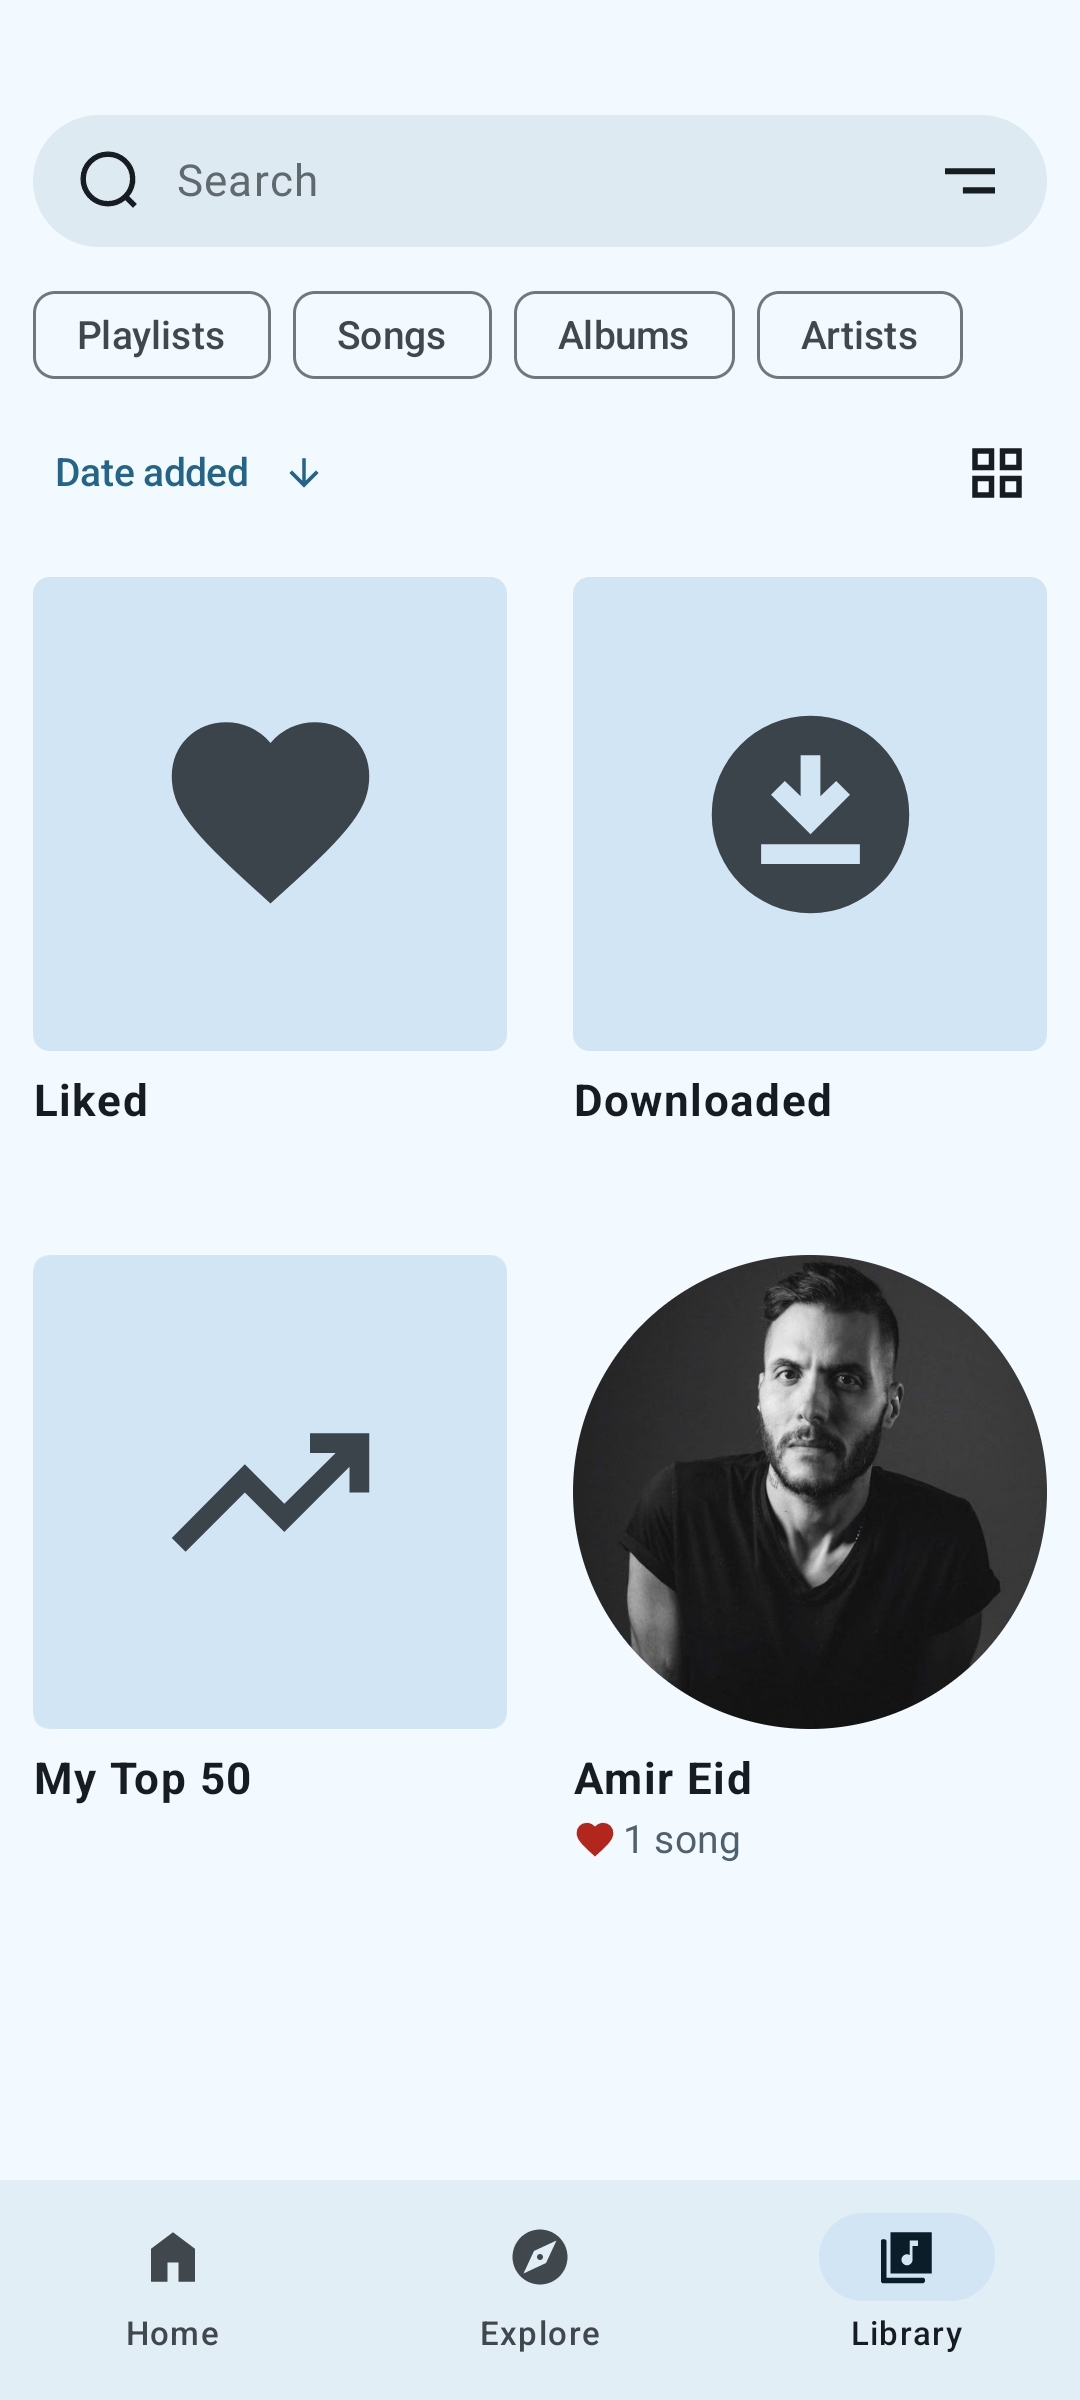 Search
Playlists
Songs
Albums
Artists
Date added
Liked
Downloaded
My Top 50
Amir Eid
1 song
Home
Explore
Library